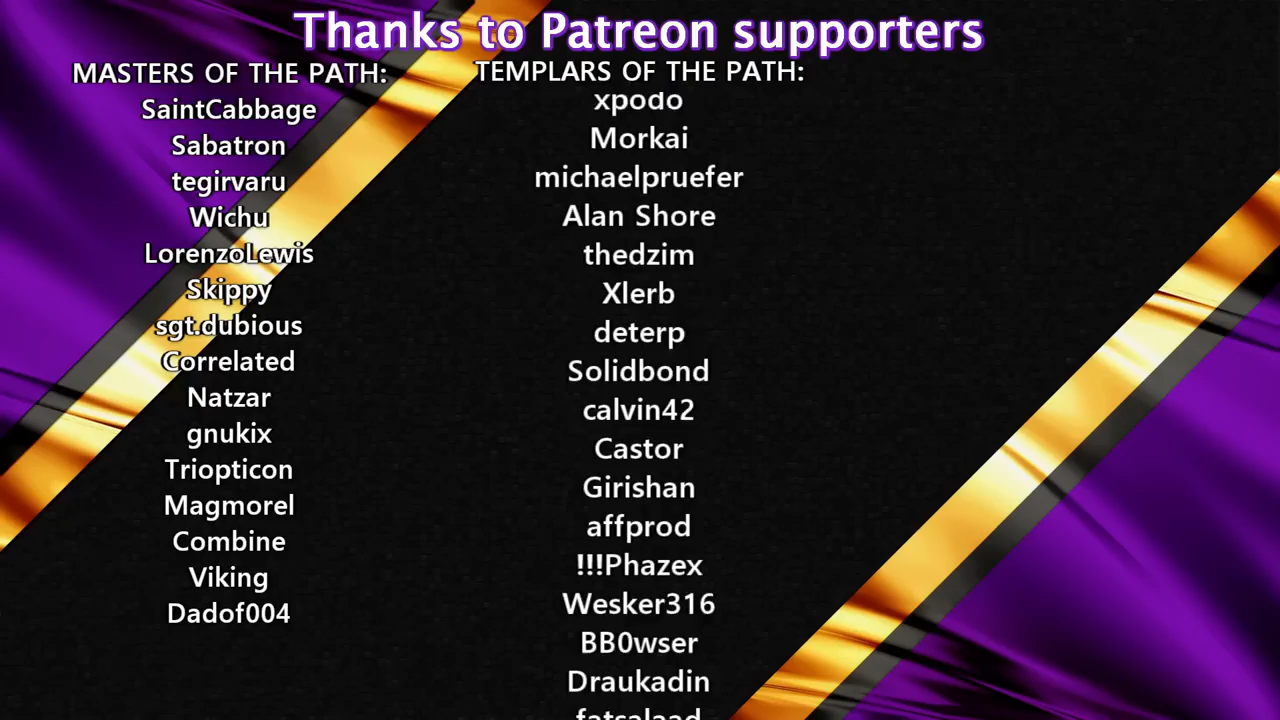 Thanks to Patreon supporters
MASTERS OF THE PATH:
SaintCabbage
Sabatron
tegirvaru
Wichu
LorenzoLewis
Skippy
sgt.dubious
Correlated
Natzar
gnukix
Triopticon
Magmorel
Combine
Viking
Dadof004
TEMPLARS OF THE PATH:
xpodo
Morkai
michaelpruefer
Alan Shore
thedzim
Xlerb
deterp
Solidbond
calvin42
Castor
Girishan
affprod
!!!Phazex
Wesker316
BB0wser
Draukadin